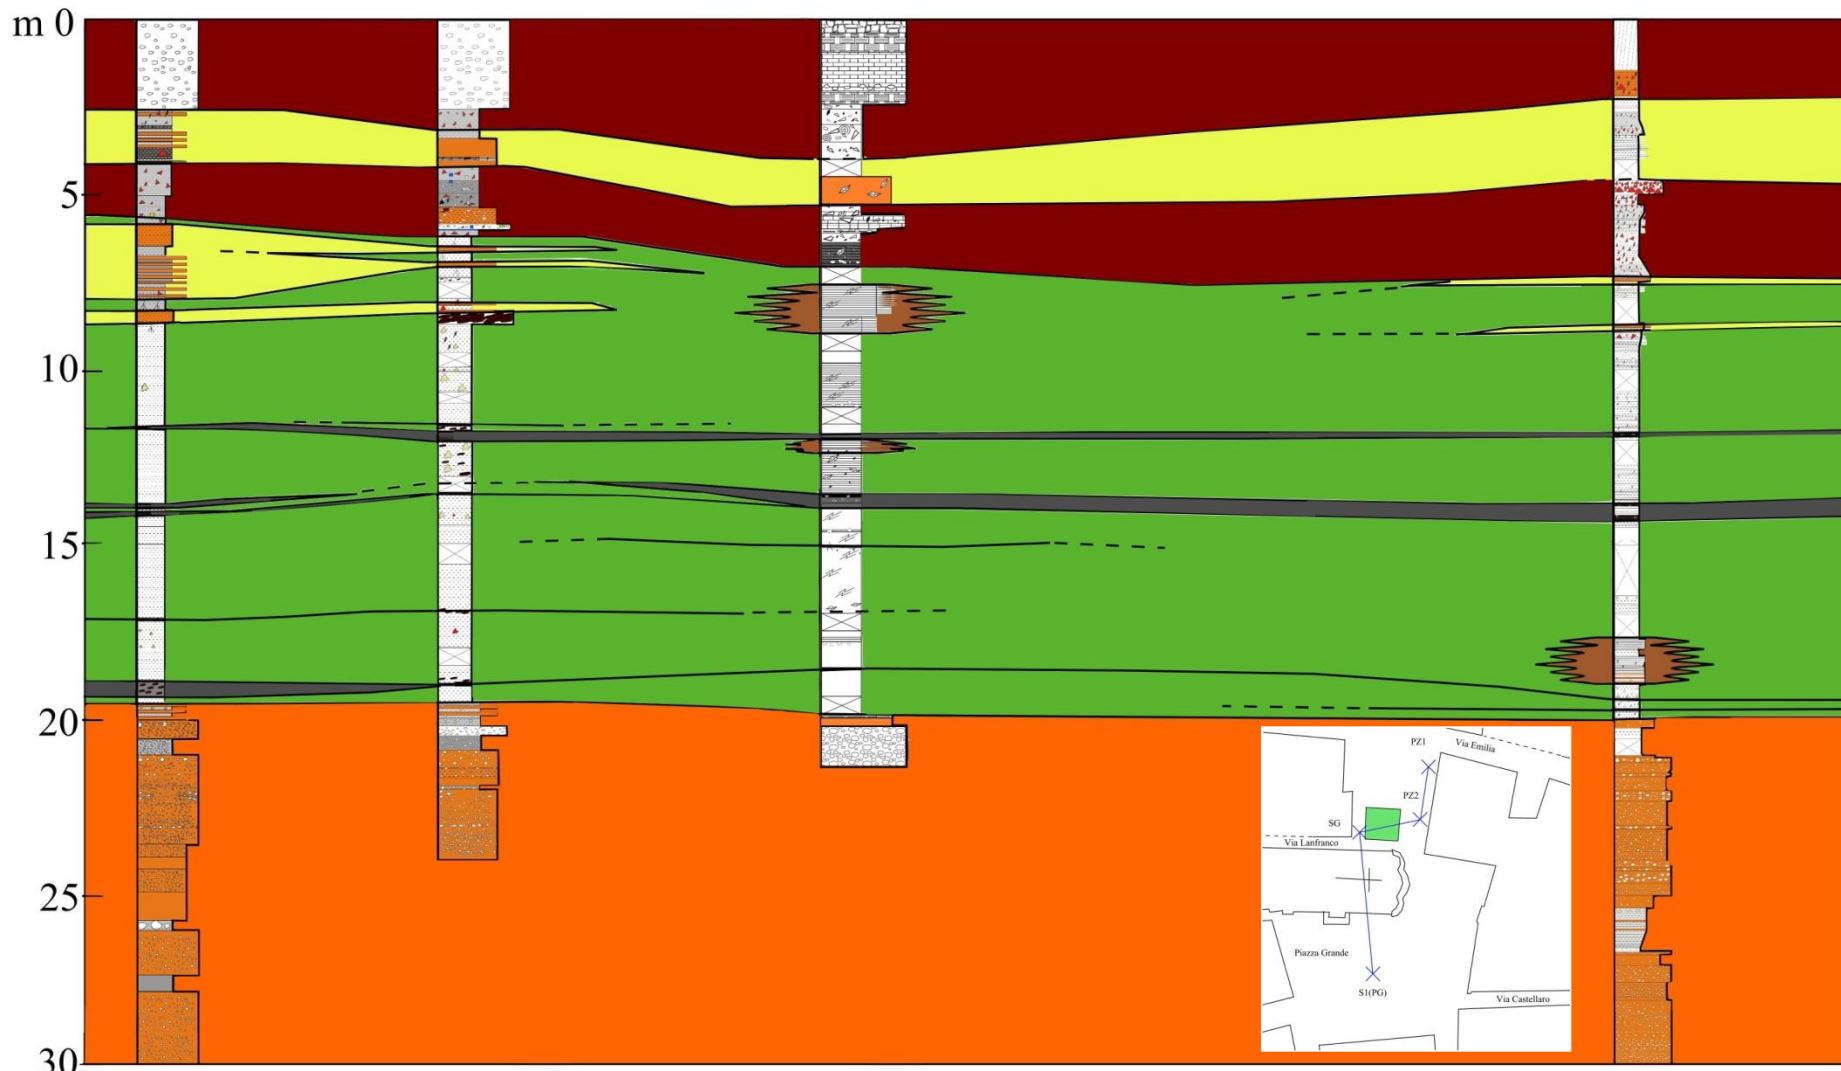 m 0
5
10
15
20
25
30
PZ1
Via Emilia
PZ2
SG
Via Lanfranco
Piazza Grande
S1(PG)
Via Castellaro